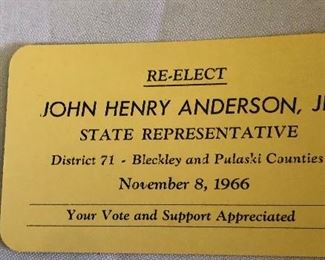 RE-ELECT
JOHN HENRY ANDERSON, J
STATE REPRESENTATIVE
District 71 - Bleckley and Pulaski Counties
November 8, 1966
Your Vote and Support Appreciated